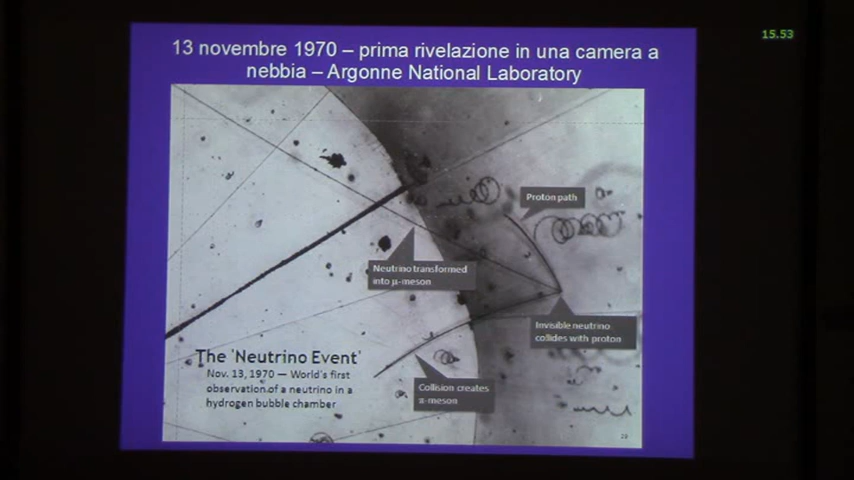 15.53
13 novembre 1970 – prima rivelazione in una camera a
nebbia – Argonne National Laboratory
Proton path
Neutrino transformed
into μ-meson
Invisible neutrino
collides with proton
The 'Neutrino Event'
Nov. 13, 1970 — World's first
observation of a neutrino in a
hydrogen bubble chamber
Collision creates
π-meson
20